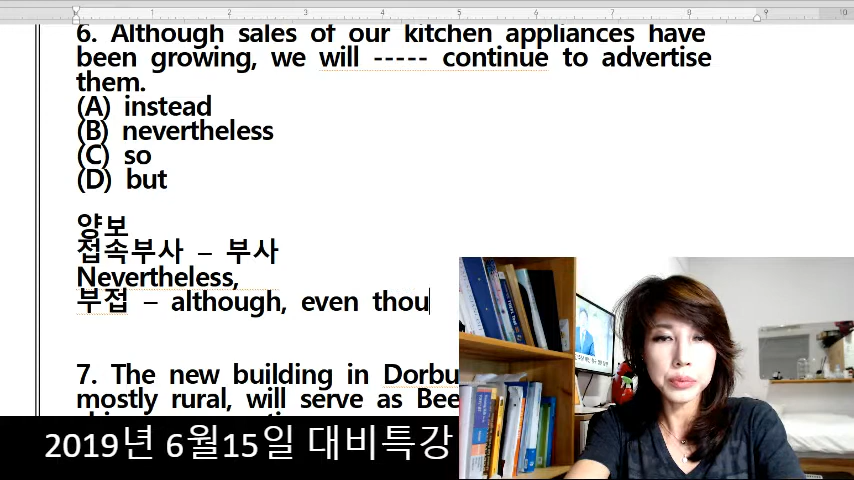 6. Although sales of our kitchen appliances have
been growing, we will ----- continue to advertise
them.
(A) instead
(B) nevertheless
(C) so
(D) but
양보
접속부사 – 부사
Nevertheless,
부접 – although, even thou
7. The new building in Dorbu
mostly rural, will serve as Bee
2019년 6월15일 대비특강